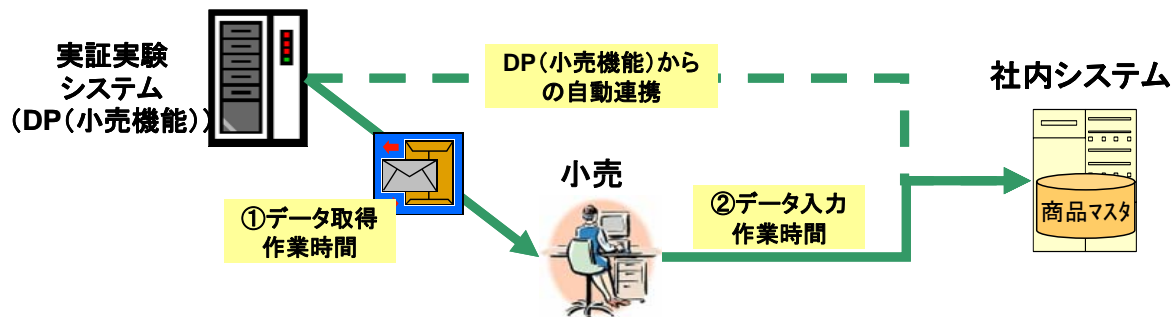 実証実験
システム
（DP（小売機能））
DP（小売機能）から
の自動連携
社内システム
小売
①データ取得
作業時間
②データ入力
作業時間
商品マスタ